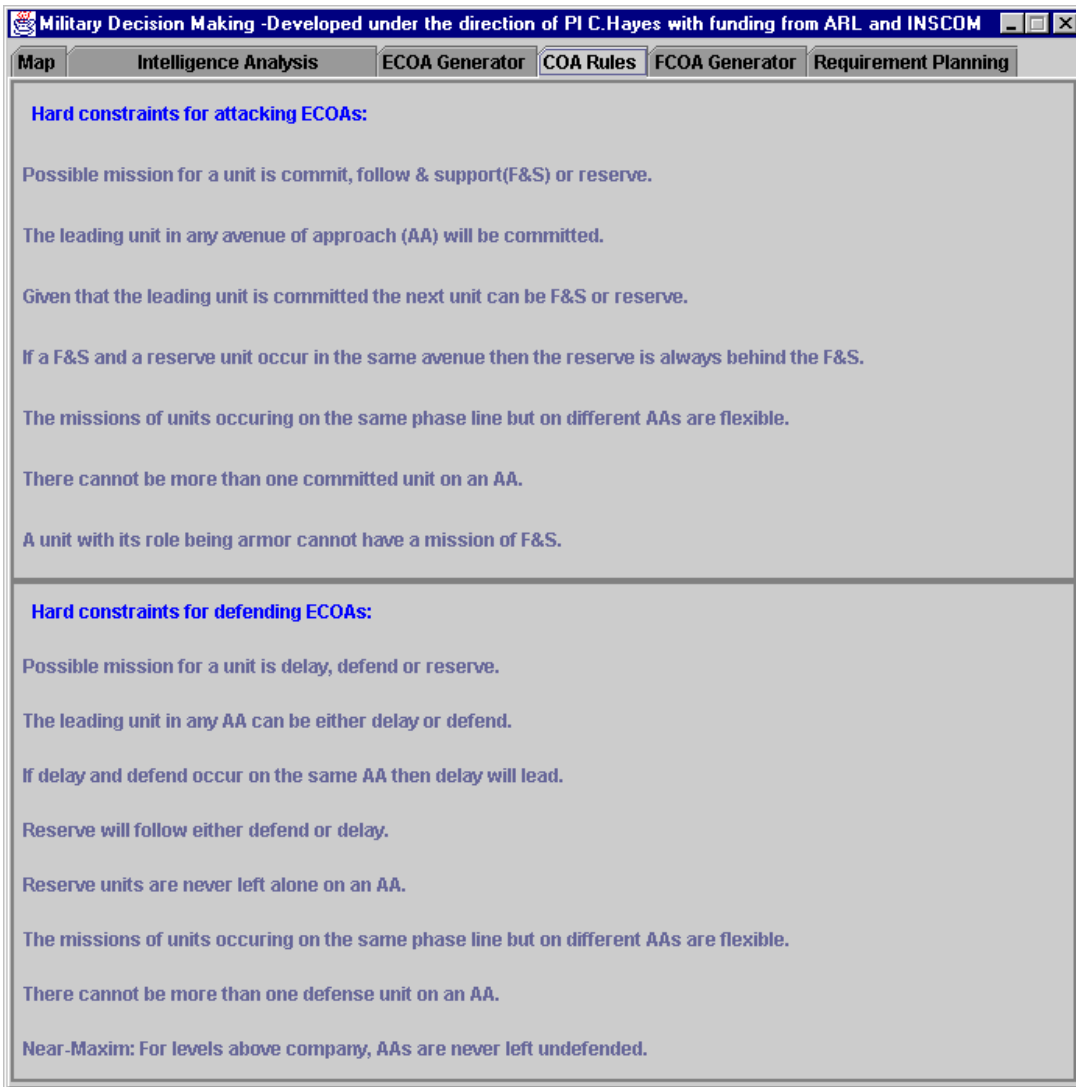 Military Decision Making -Developed under the direction of PI C.Hayes with funding from ARL and INSCOM
Map Intelligence Analysis ECOA Generator COA Rules FCOA Generator Requirement Planning
Hard constraints for attacking ECOAs:
Possible mission for a unit is commit, follow & support(F&S) or reserve.
The leading unit in any avenue of approach (AA) will be committed.
Given that the leading unit is committed the next unit can be F&S or reserve.
If a F&S and a reserve unit occur in the same avenue then the reserve is always behind the F&S.
The missions of units occuring on the same phase line but on different AAs are flexible.
There cannot be more than one committed unit on an AA.
A unit with its role being armor cannot have a mission of F&S.
Hard constraints for defending ECOAs:
Possible mission for a unit is delay, defend or reserve.
The leading unit in any AA can be either delay or defend.
If delay and defend occur on the same AA then delay will lead.
Reserve will follow either defend or delay.
Reserve units are never left alone on an AA.
The missions of units occuring on the same phase line but on different AAs are flexible.
There cannot be more than one defense unit on an AA.
Near-Maxim: For levels above company, AAs are never left undefended.